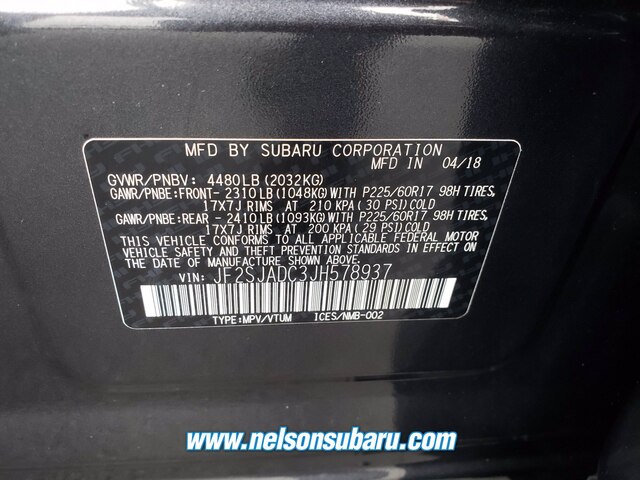 MFD BY SUBARU CORPORATION
MFD IN 04/18
GVWR/PNBV: 4480LB (2032KG)
GAWR/PNBE:FRONT- 2310LB (1048KG) WITH P225/60R17 98H TIRES,
17X7J RIMS AT 210 KPA ( 30 PSI) COLD
GAWR/PNBE:REAR - 2410LB (1093KG) WITH P225/60R17 98H TIRES,
17X7J RIMS AT 200 KPA ( 29 PSI) COLD
THIS VEHICLE CONFORMS TO ALL APPLICABLE FEDERAL MOTOR
VEHICLE SAFETY, BUMPER, AND THEFT PREVENTION STANDARDS
IN EFFECT ON THE DATE OF MANUFACTURE SHOWN ABOVE.
VIN: JF2SJADC3JH578937
TYPE:MPV/VTUM ICES/NMB-002
www.nelsonsubaru.com